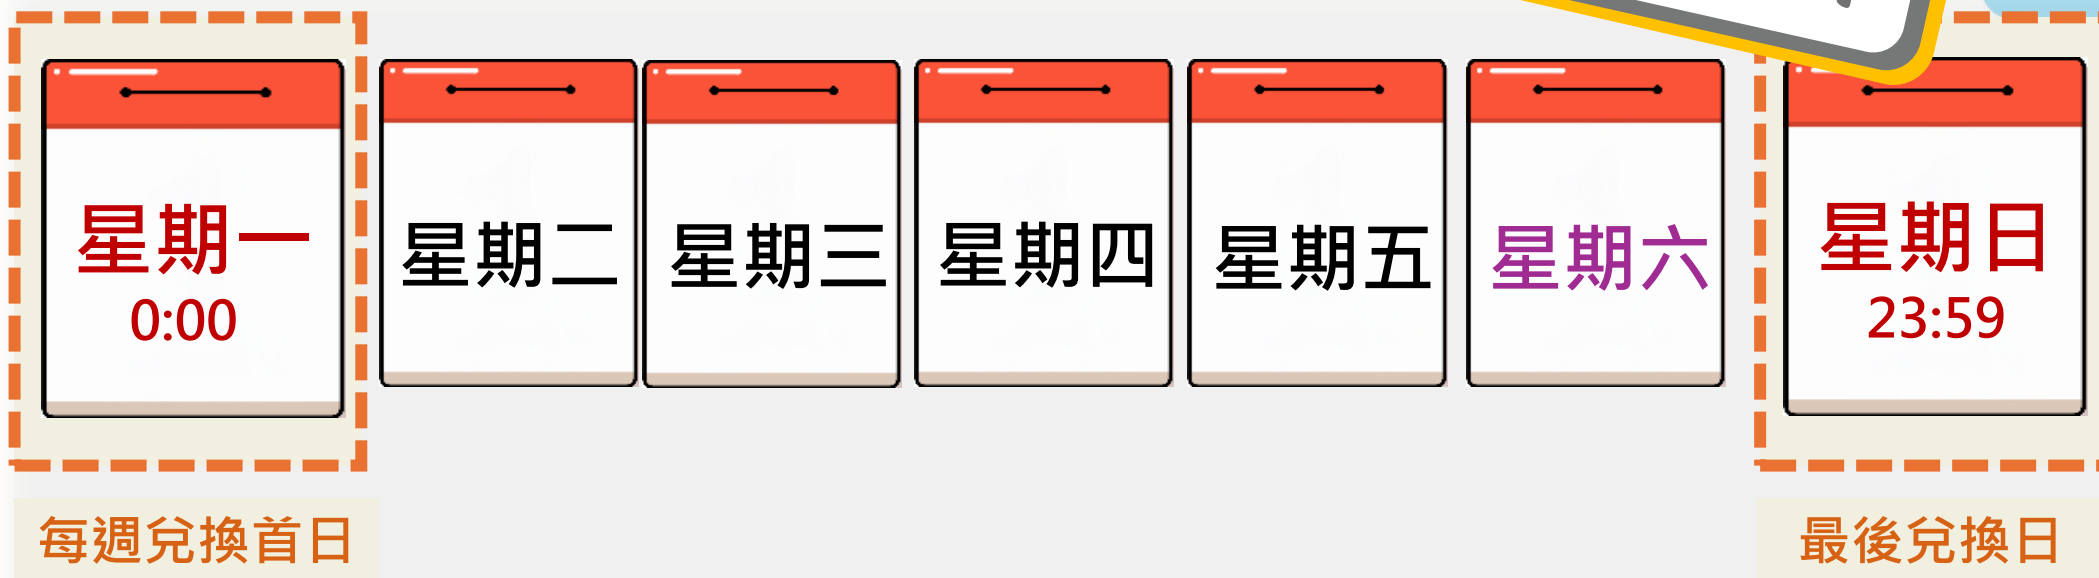 星期一
0:00
星期二
星期三
星期四
星期五
星期六
星期日
23:59
每週兌換首日
最後兌換日